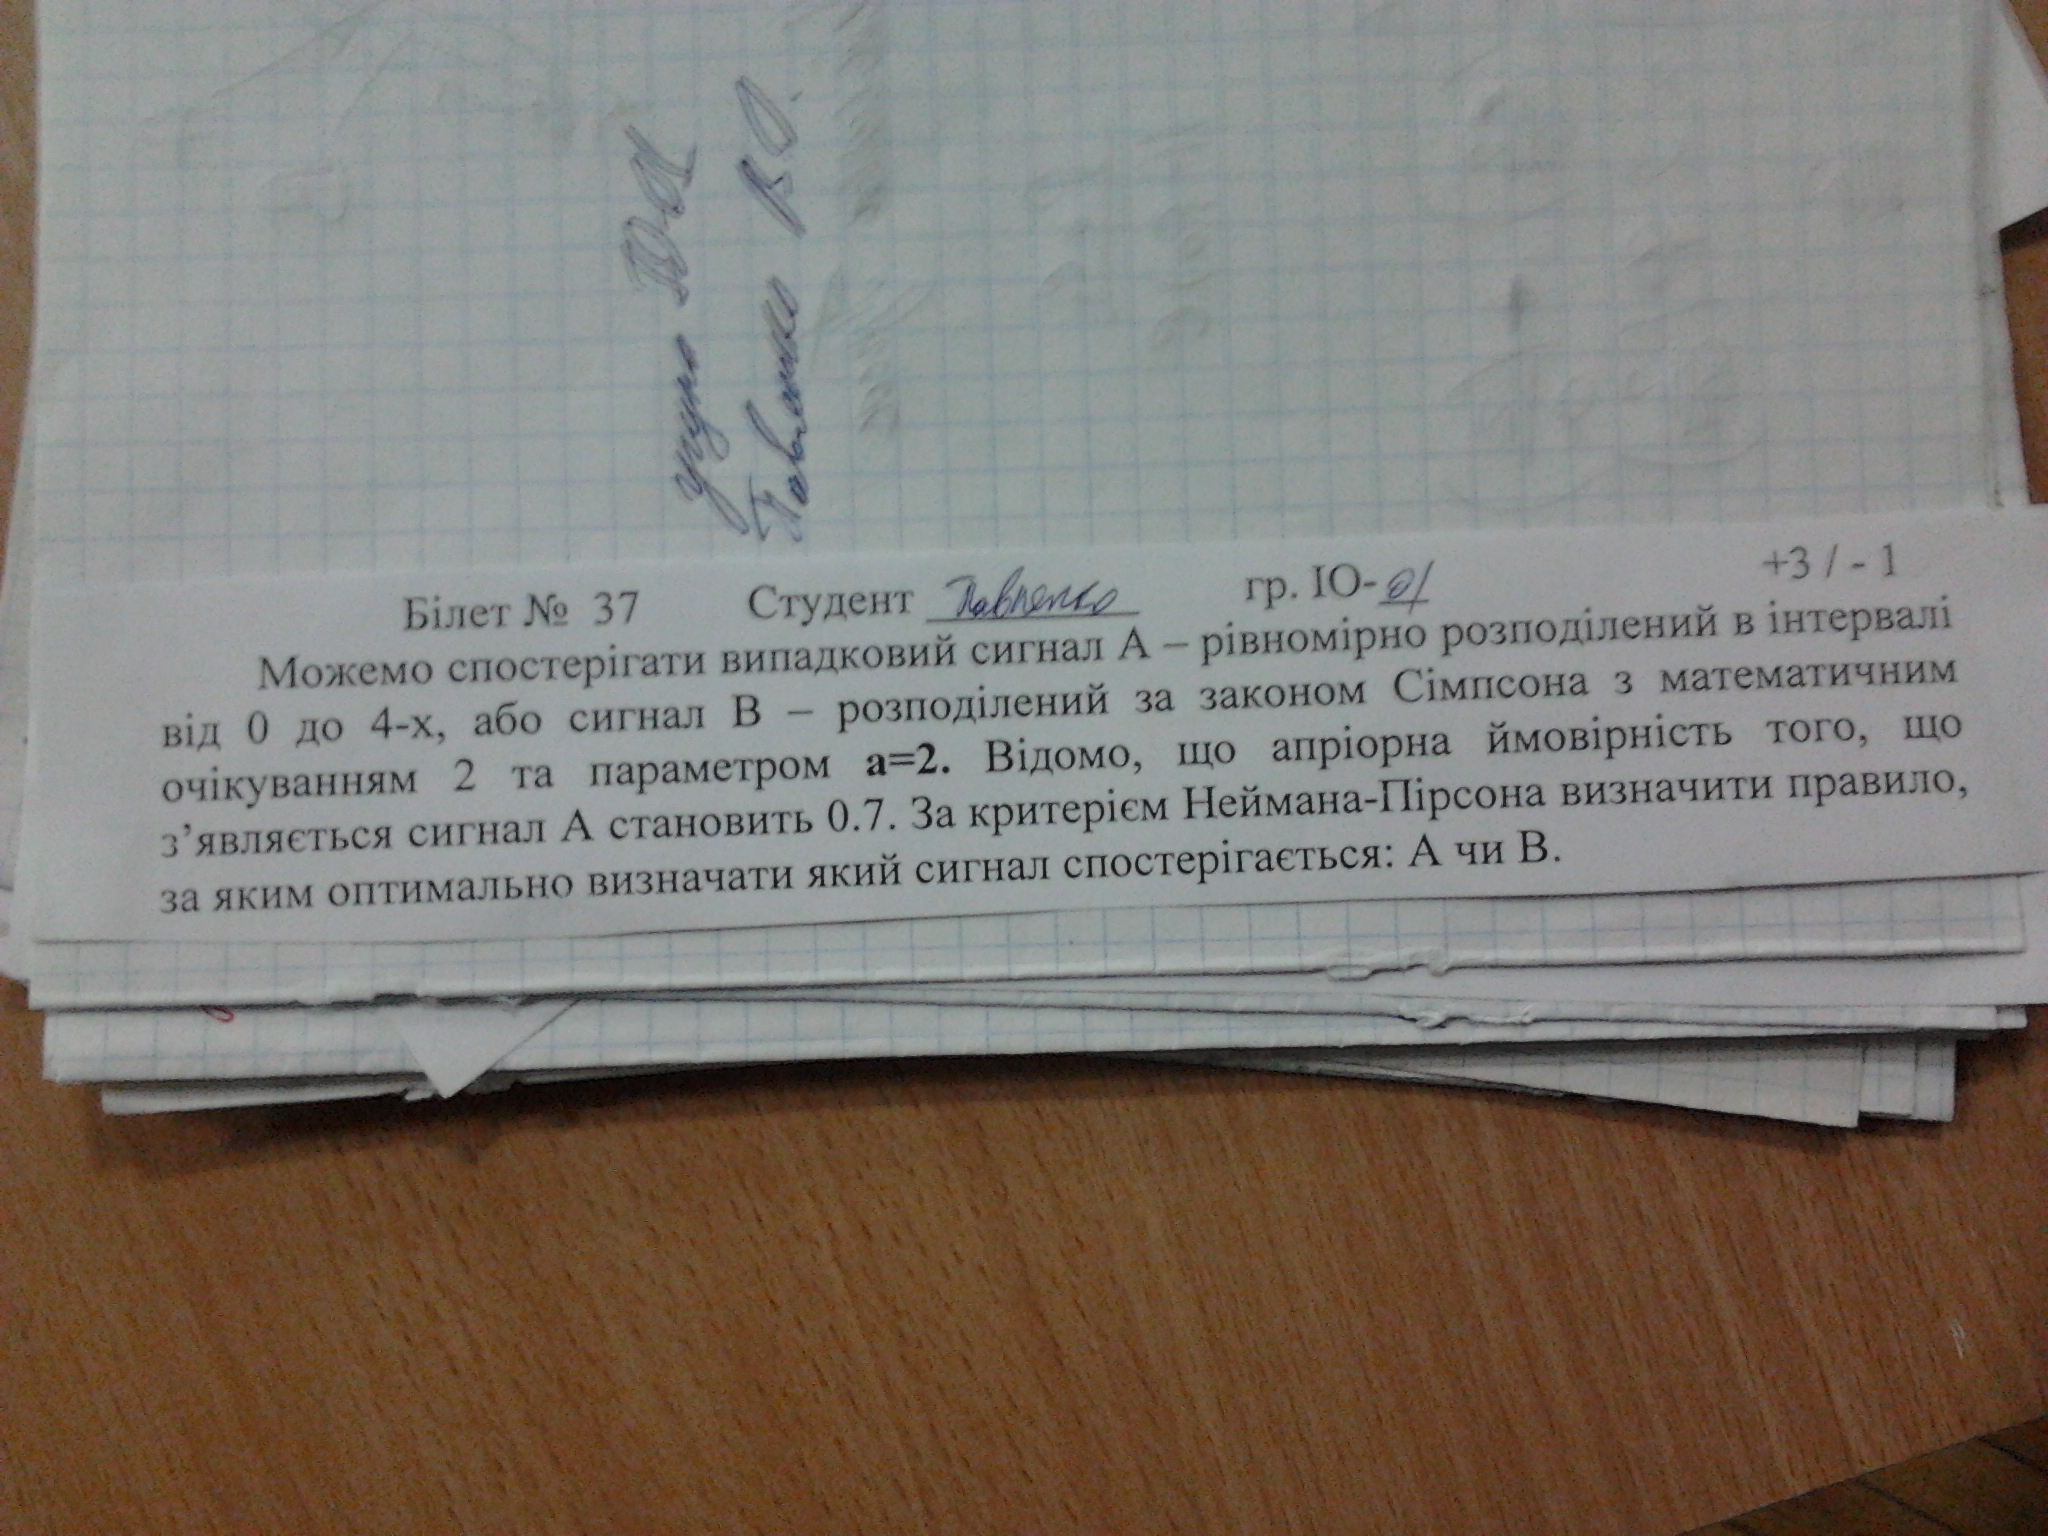 Білет № 37 Студент Павленко гр. ІО-01 +3 / - 1
Можемо спостерігати випадковий сигнал А – рівномірно розподілений в інтервалі
від 0 до 4-х, або сигнал В – розподілений за законом Сімпсона з математичним
очікуванням 2 та параметром а=2. Відомо, що апріорна ймовірність того, що
з’являється сигнал А становить 0.7. За критерієм Неймана-Пірсона визначити правило,
за яким оптимально визначати який сигнал спостерігається: А чи В.
Павленко В.О.
група ІО-01